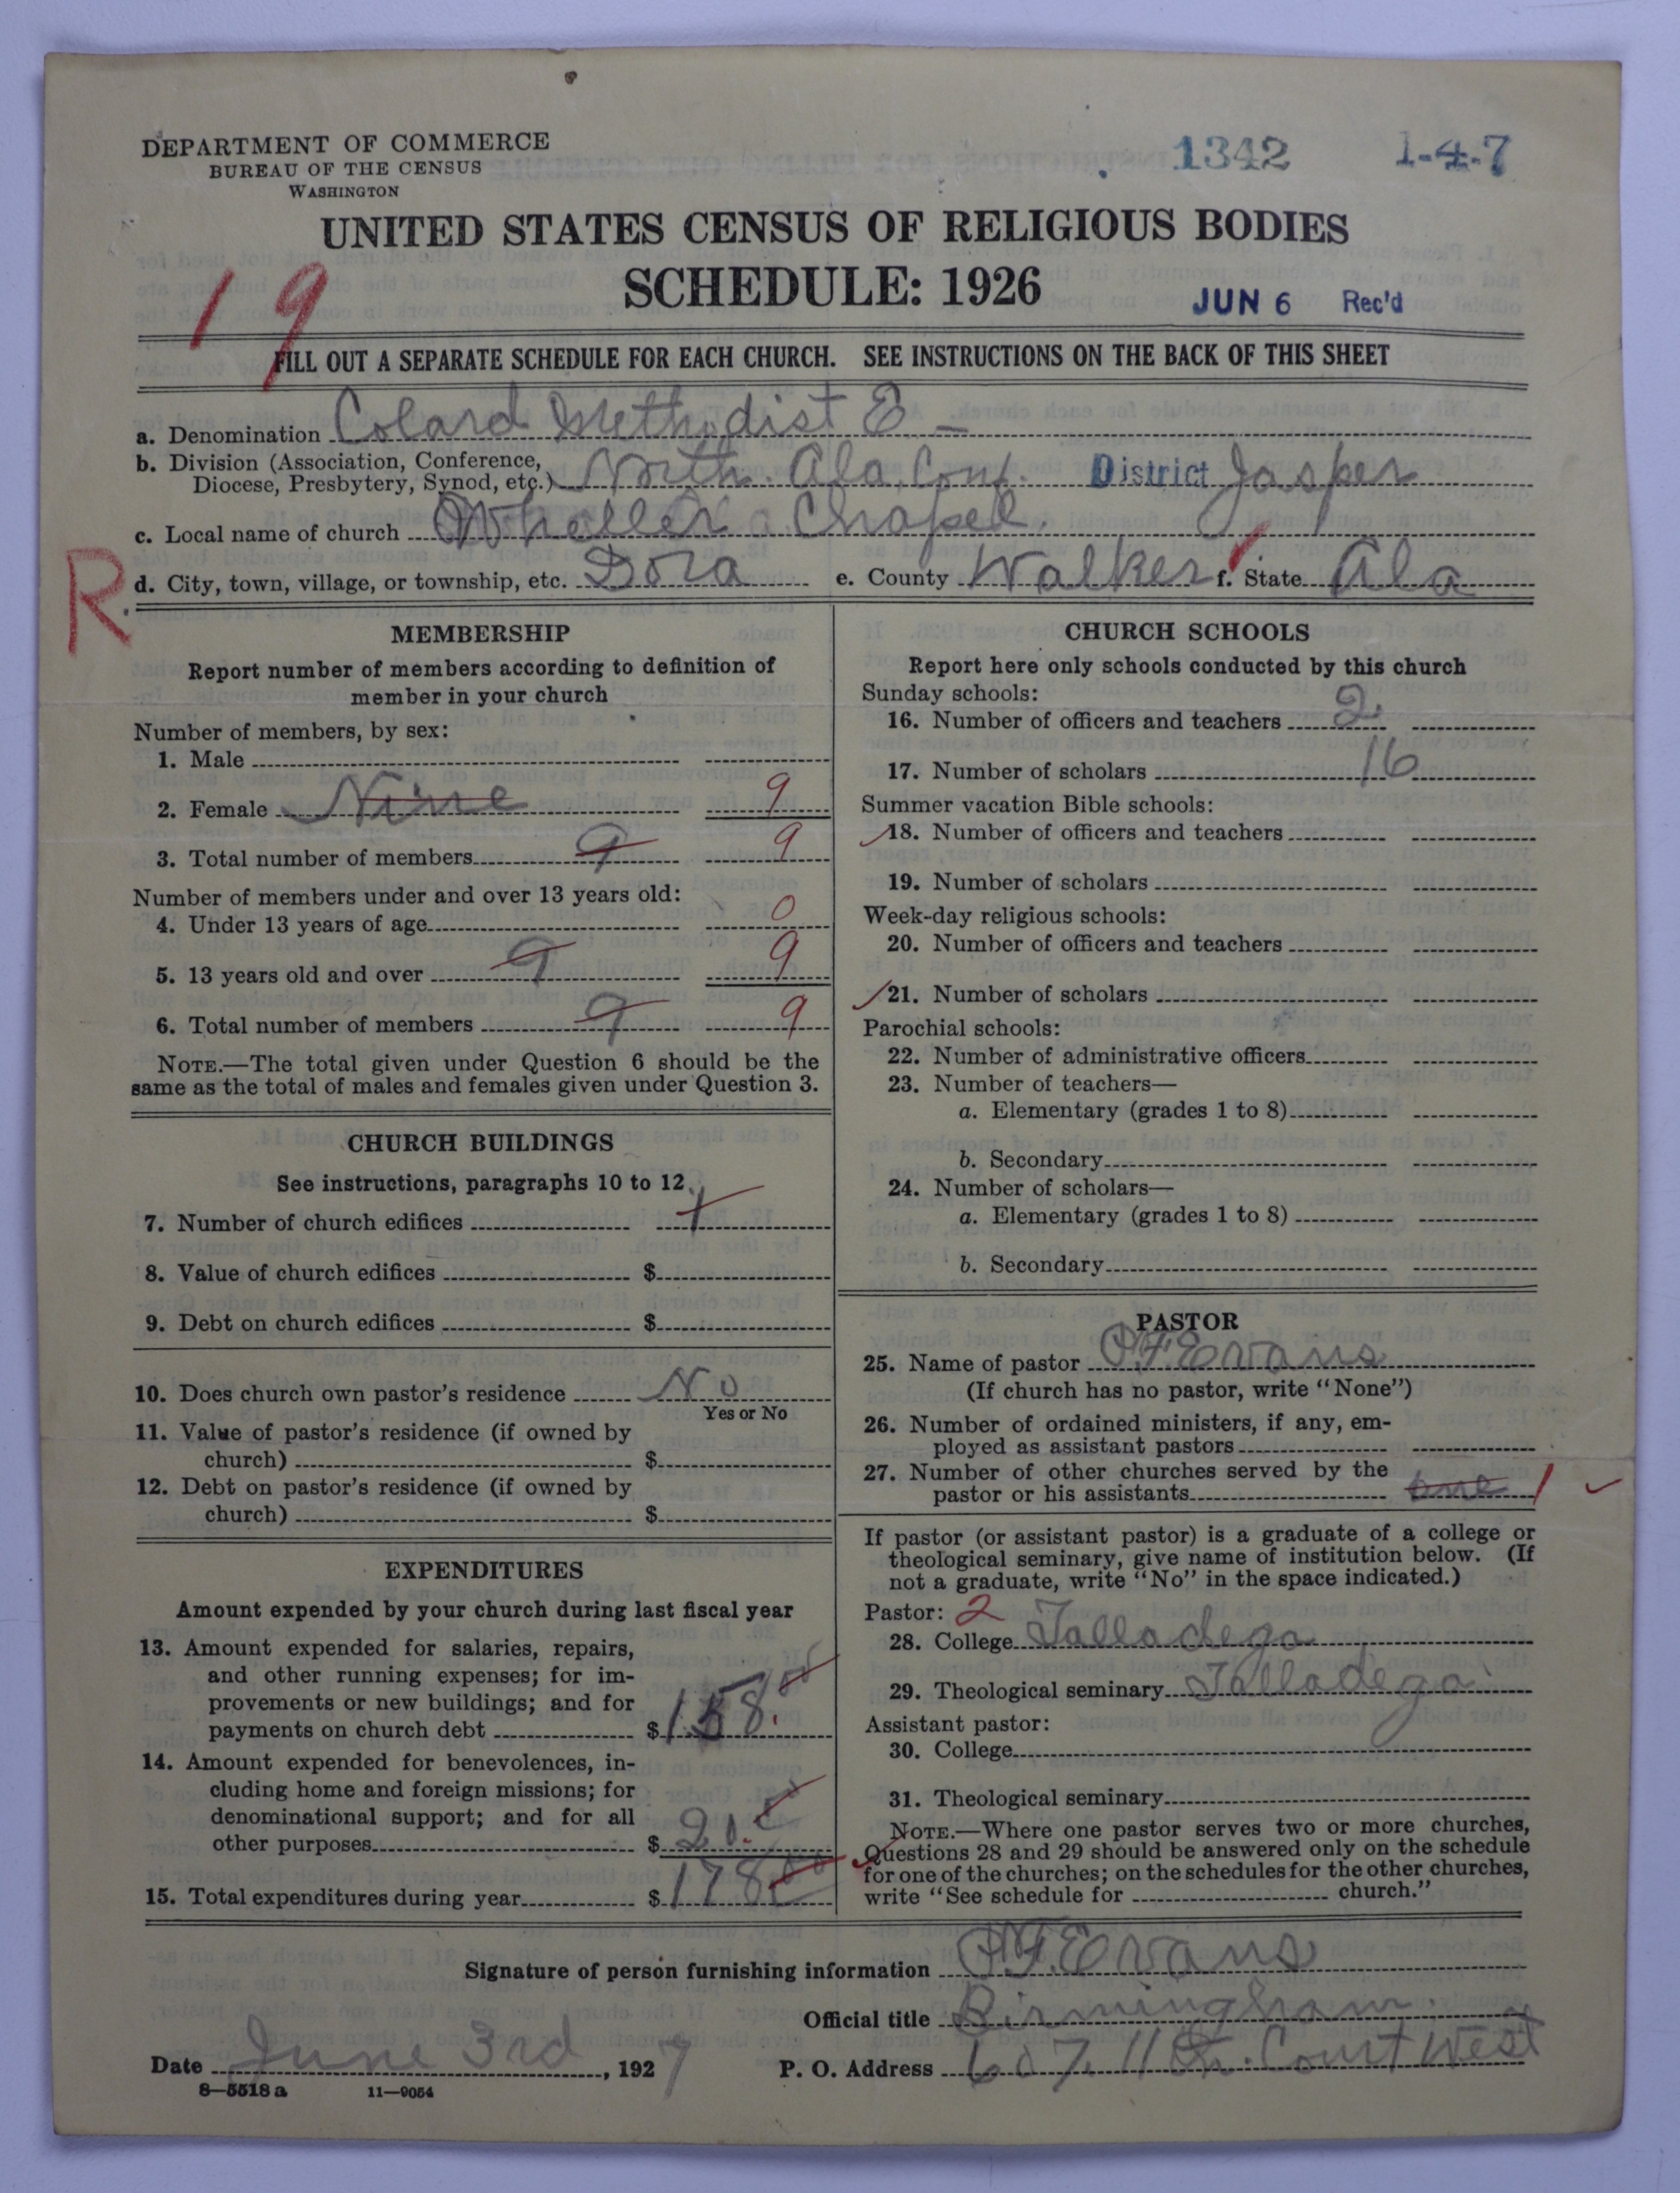 DEPARTMENT OF COMMERCE
BUREAU OF THE CENSUS
WASHINGTON
1342 1-4-7
UNITED STATES CENSUS OF RELIGIOUS BODIES
SCHEDULE: 1926
JUN 6 Rec'd
19
FILL OUT A SEPARATE SCHEDULE FOR EACH CHURCH. SEE INSTRUCTIONS ON THE BACK OF THIS SHEET
a. Denomination Colard Methodist E -
b. Division (Association, Conference, Diocese, Presbytery, Synod, etc.) North. Ala, Conf. District Jasper
c. Local name of church Wheeler Chapel.
R
d. City, town, village, or township, etc. Dora e. County Walker f. State Ala
MEMBERSHIP
Report number of members according to definition of
member in your church
Number of members, by sex:
1. Male
2. Female Nine 9
3. Total number of members 9 9
Number of members under and over 13 years old:
4. Under 13 years of age 0
5. 13 years old and over 9 9
6. Total number of members 9 9
NOTE.—The total given under Question 6 should be the
same as the total of males and females given under Question 3.
CHURCH BUILDINGS
See instructions, paragraphs 10 to 12
7. Number of church edifices 1
8. Value of church edifices $
9. Debt on church edifices $
10. Does church own pastor's residence No
Yes or No
11. Value of pastor's residence (if owned by
church) $
12. Debt on pastor's residence (if owned by
church) $
EXPENDITURES
Amount expended by your church during last fiscal year
13. Amount expended for salaries, repairs,
and other running expenses; for im-
provements or new buildings; and for
payments on church debt $ 158.
14. Amount expended for benevolences, in-
cluding home and foreign missions; for
denominational support; and for all
other purposes $ 20.
15. Total expenditures during year $ 178
CHURCH SCHOOLS
Report here only schools conducted by this church
Sunday schools:
16. Number of officers and teachers 2
17. Number of scholars 16
Summer vacation Bible schools:
18. Number of officers and teachers
19. Number of scholars
Week-day religious schools:
20. Number of officers and teachers
21. Number of scholars
Parochial schools:
22. Number of administrative officers
23. Number of teachers—
a. Elementary (grades 1 to 8)
b. Secondary
24. Number of scholars—
a. Elementary (grades 1 to 8)
b. Secondary
PASTOR
25. Name of pastor P F Evans
(If church has no pastor, write "None")
26. Number of ordained ministers, if any, em-
ployed as assistant pastors
27. Number of other churches served by the
pastor or his assistants one 1
If pastor (or assistant pastor) is a graduate of a college or
theological seminary, give name of institution below. (If
not a graduate, write "No" in the space indicated.)
Pastor: 2
28. College Talladega
29. Theological seminary Talladega
Assistant pastor:
30. College
31. Theological seminary
NOTE.—Where one pastor serves two or more churches,
Questions 28 and 29 should be answered only on the schedule
for one of the churches; on the schedules for the other churches,
write "See schedule for church."
Signature of person furnishing information P F. Evans
Official title Birmingham.
Date June 3rd, 1927 P. O. Address 607. 11th. Court West
8—5518 a 11—9054